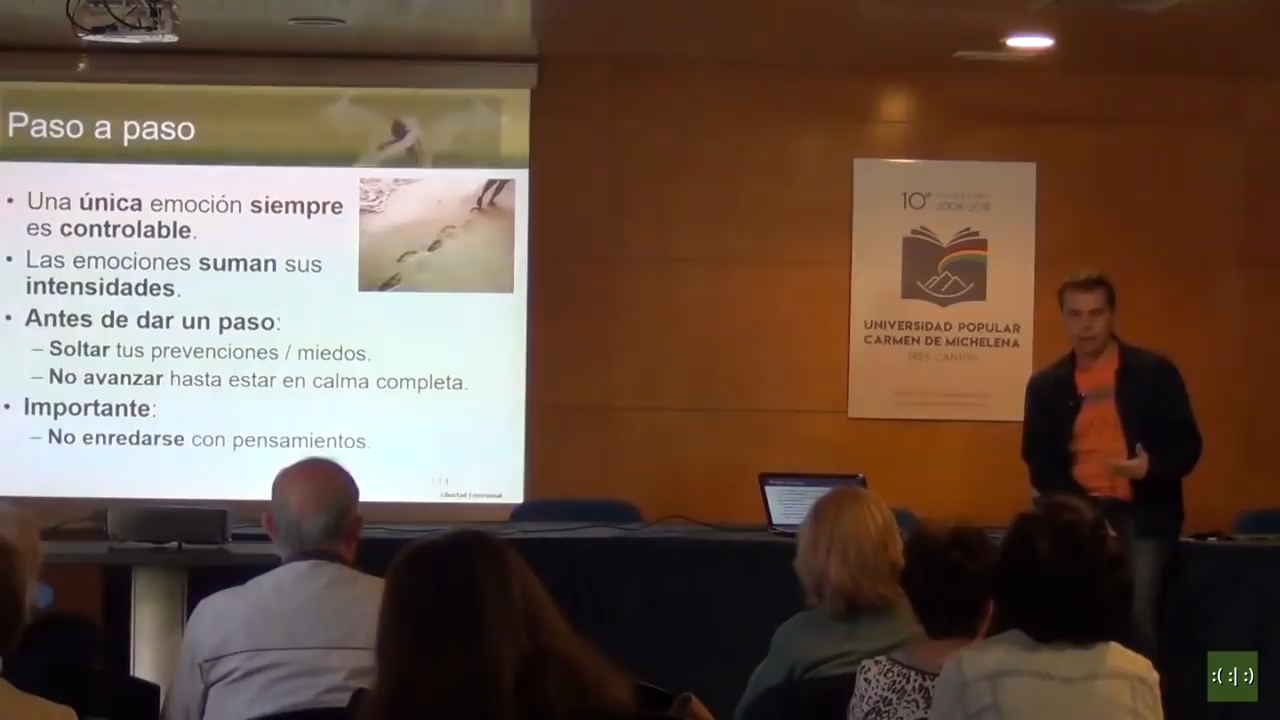 Paso a paso
• Una única emoción siempre
es controlable.
• Las emociones suman sus
intensidades.
• Antes de dar un paso:
– Soltar tus prevenciones / miedos.
– No avanzar hasta estar en calma completa.
• Importante:
– No enredarse con pensamientos.
Libertad Emocional
10º
UNIVERSIDAD POPULAR
CARMEN DE MICHELENA
TRES CANTOS
:( :| :)